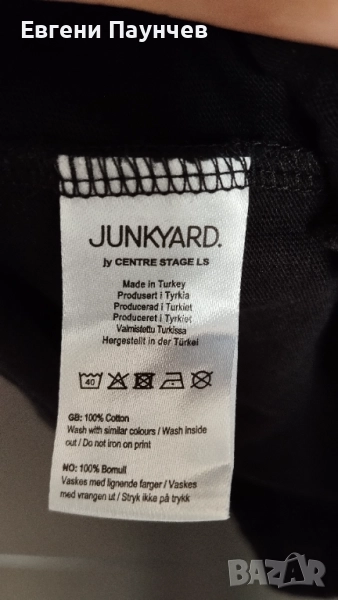 Евгени Паунчев
JUNKYARD.
jy CENTRE STAGE LS
Made in Turkey
Produsert i Tyrkia
Producerad i Turkiet
Produceret i Tyrkiet
Valmistettu Turkissa
Hergestellt in der Türkei
40
GB: 100% Cotton
Wash with similar colours / Wash inside
out / Do not iron on print
NO: 100% Bomull
Vaskes med lignende farger / Vaskes
med vrangen ut / Stryk ikke på trykk
BAZAR